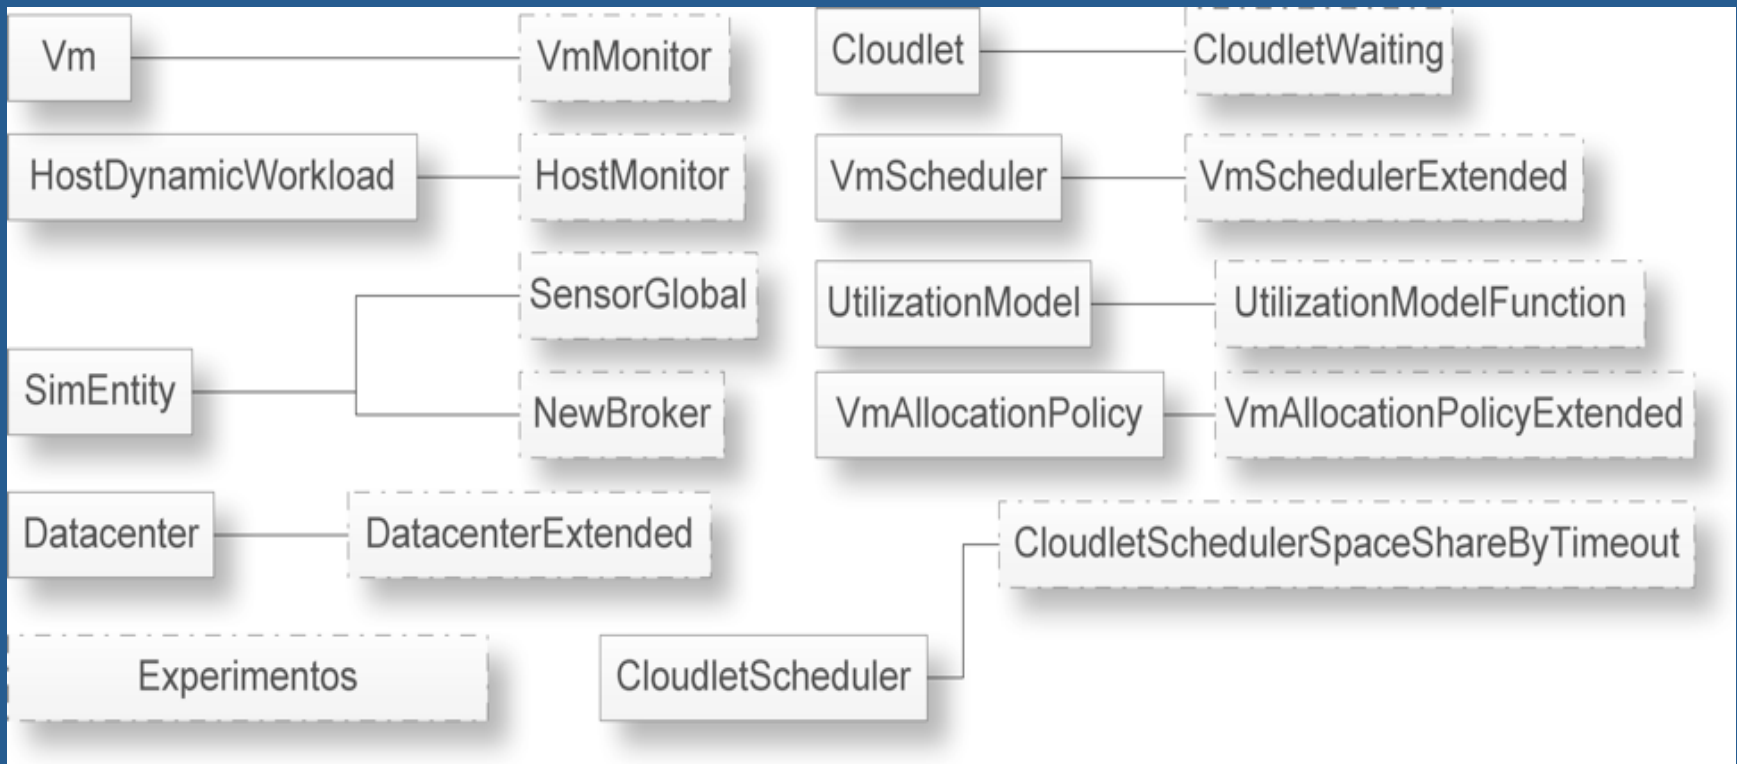 Vm
VmMonitor
Cloudlet
CloudletWaiting
HostDynamicWorkload
HostMonitor
VmScheduler
VmSchedulerExtended
SensorGlobal
UtilizationModel
UtilizationModelFunction
SimEntity
NewBroker
VmAllocationPolicy
VmAllocationPolicyExtended
Datacenter
DatacenterExtended
CloudletSchedulerSpaceShareByTimeout
Experimentos
CloudletScheduler